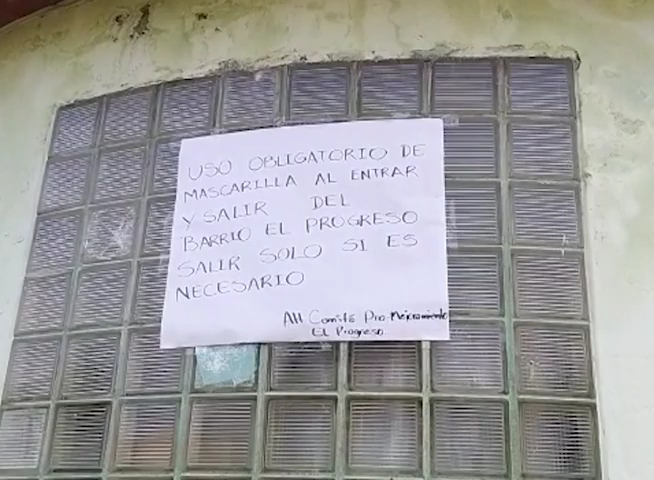 USO OBLIGATORIO DE
MASCARILLA AL ENTRAR
Y SALIR DEL
BARRIO EL PROGRESO
SALIR SOLO SI ES
NECESARIO
Att Comité Pro-Mejoramiento
El Progreso